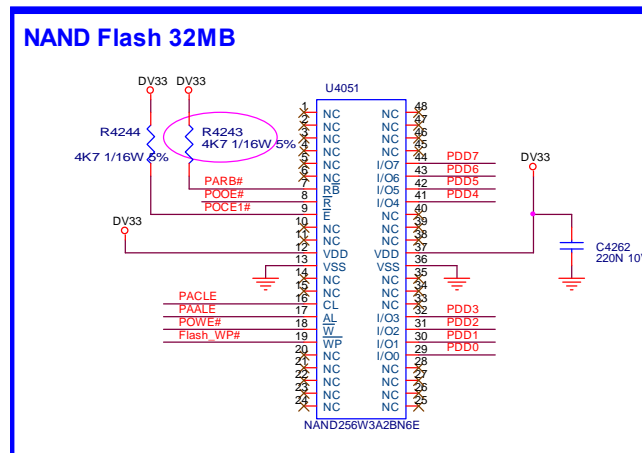 NAND Flash 32MB
DV33 DV33
U4051
R4244
4K7 1/16W 5%
R4243
4K7 1/16W 5%
1 NC NC 48
2 NC NC 47
3 NC NC 46
4 NC NC 45
5 NC I/O7 44 PDD7
6 NC I/O6 43 PDD6
PARB# 7 RB I/O5 42 PDD5
POOE# 8 R I/O4 41 PDD4
POCE1# 9 E NC 40
10 NC NC 39
11 NC NC 38
DV33 12 VDD VDD 37 DV33
13 VSS VSS 36
14 NC NC 35
15 NC NC 34
PACLE 16 CL NC 33
PAALE 17 AL I/O3 32 PDD3
POWE# 18 W I/O2 31 PDD2
Flash_WP# 19 WP I/O1 30 PDD1
20 NC I/O0 29 PDD0
21 NC NC 28
22 NC NC 27
23 NC NC 26
24 NC NC 25
C4262
220N 10
NAND256W3A2BN6E